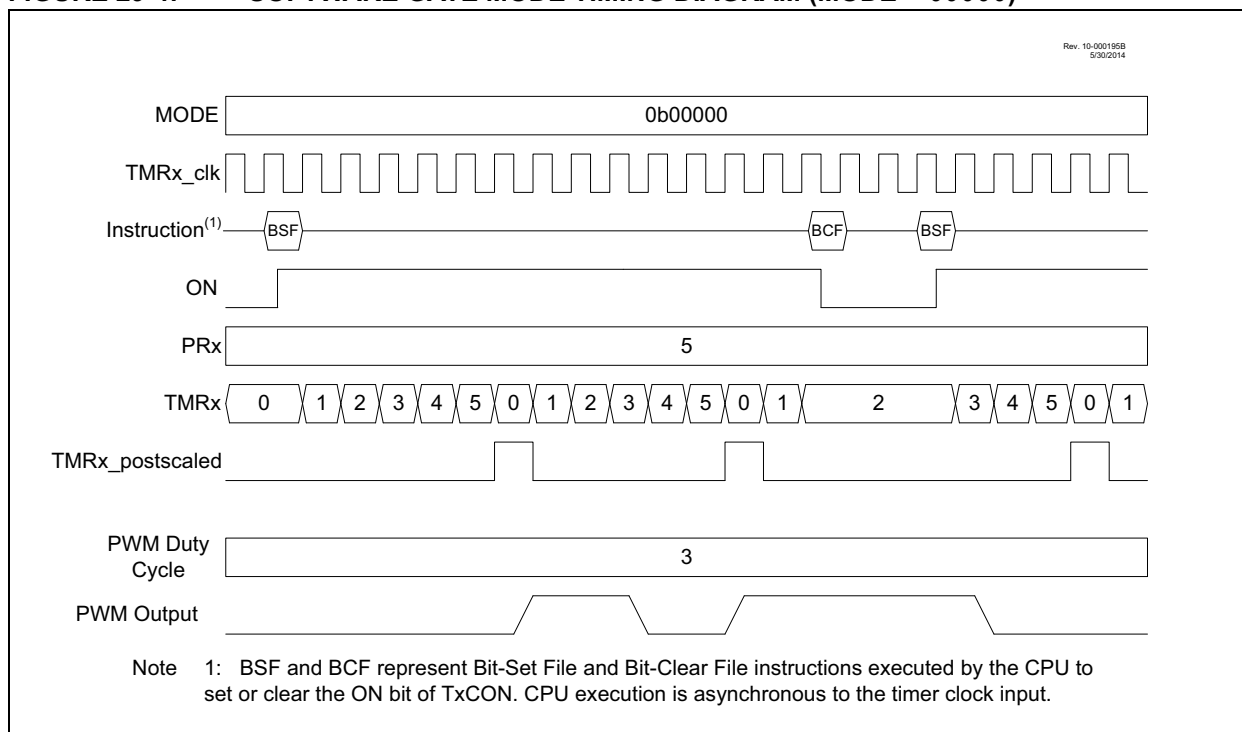 Rev. 10-000195B
5/30/2014
MODE 0b00000
TMRx_clk
Instruction(1) BSF BCF BSF
ON
PRx 5
TMRx 0 1 2 3 4 5 0 1 2 3 4 5 0 1 2 3 4 5 0 1
TMRx_postscaled
PWM Duty
Cycle
3
PWM Output
Note 1: BSF and BCF represent Bit-Set File and Bit-Clear File instructions executed by the CPU to
set or clear the ON bit of TxCON. CPU execution is asynchronous to the timer clock input.